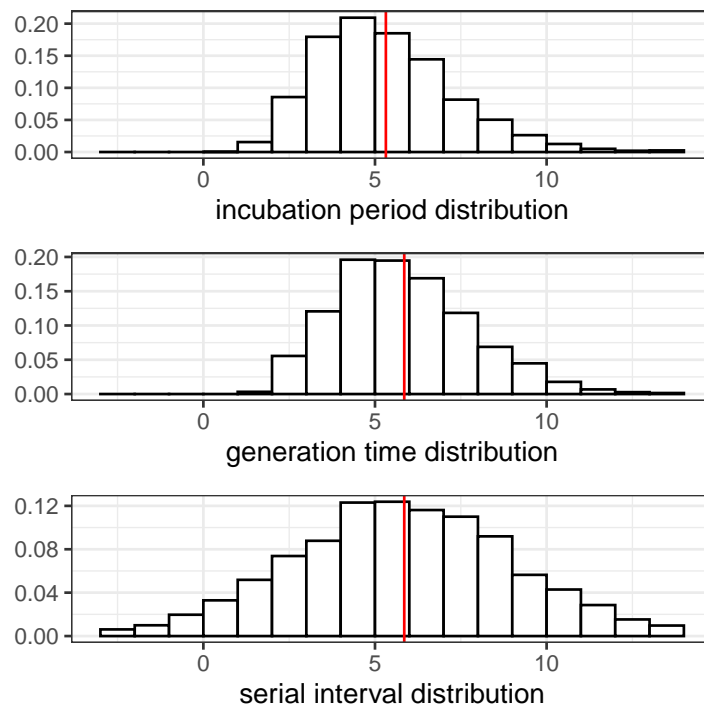 0.20
0.15
0.10
0.05
0.00
0 5 10
incubation period distribution
0.20
0.15
0.10
0.05
0.00
0 5 10
generation time distribution
0.12
0.08
0.04
0.00
0 5 10
serial interval distribution